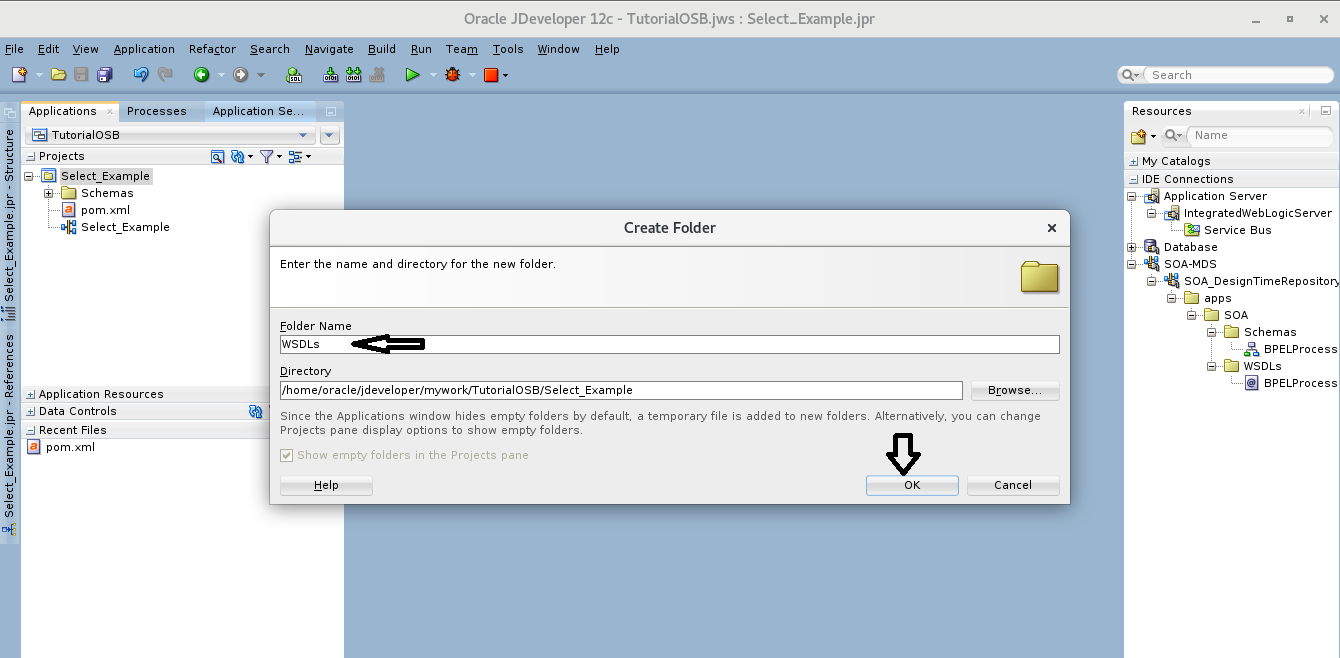 Oracle JDeveloper 12c - TutorialOSB.jws : Select_Example.jpr
File Edit View Application Refactor Search Navigate Build Run Team Tools Window Help
Search
Applications Processes Application Se...
TutorialOSB
Projects
Select_Example
Schemas
pom.xml
Select_Example
Application Resources
Data Controls
Recent Files
pom.xml
Select_Example.jpr - Structure
Select_Example.jpr - References
Create Folder
Enter the name and directory for the new folder.
Folder Name
WSDLs
Directory
/home/oracle/jdeveloper/mywork/TutorialOSB/Select_Example
Browse...
Since the Applications window hides empty folders by default, a temporary file is added to new folders. Alternatively, you can change
Projects pane display options to show empty folders.
Show empty folders in the Projects pane
Help OK Cancel
Resources
Name
My Catalogs
IDE Connections
Application Server
IntegratedWebLogicServer
Service Bus
Database
SOA-MDS
SOA_DesignTimeRepository
apps
SOA
Schemas
BPELProcess
WSDLs
BPELProcess